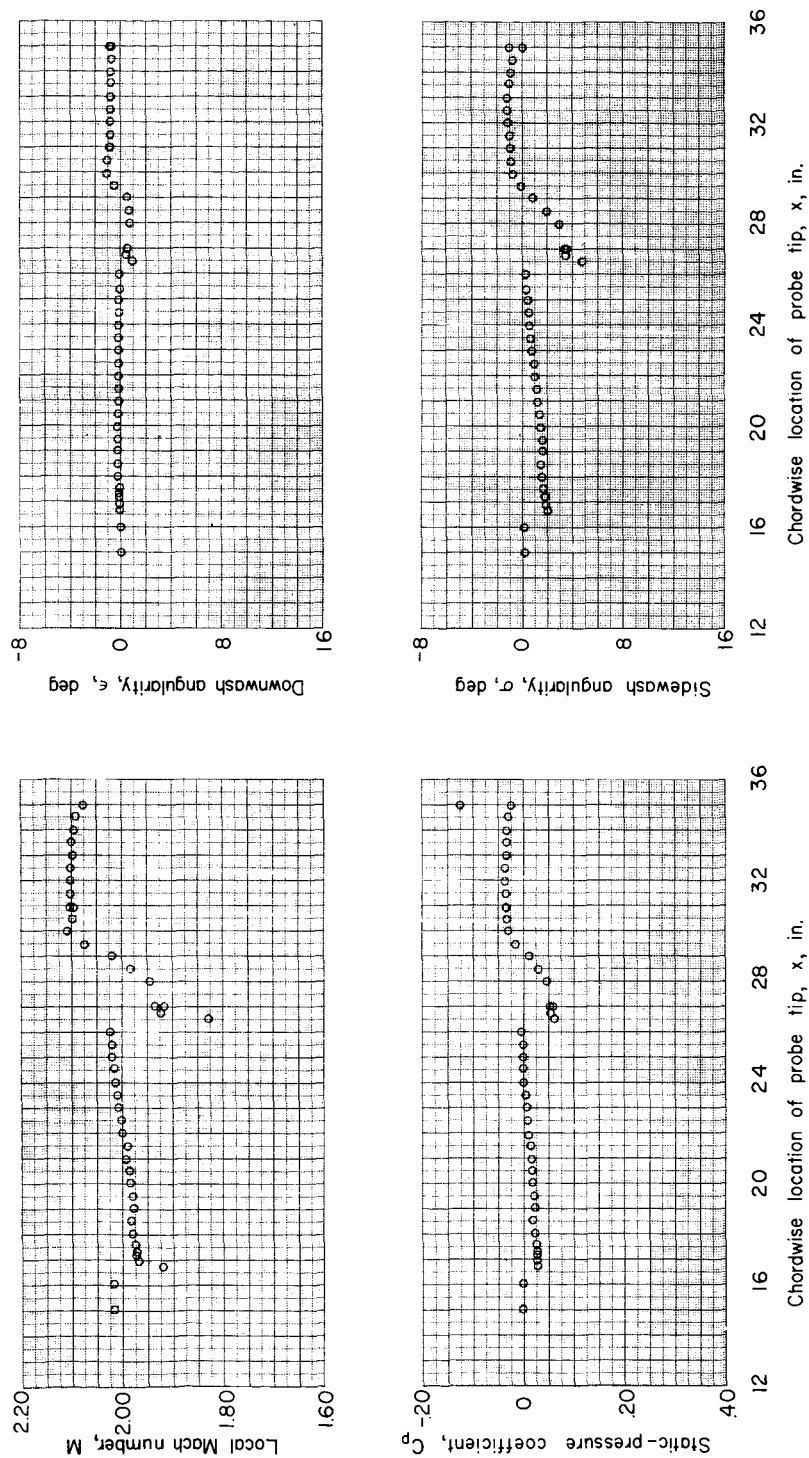 2.20
2.00
1.80
1.60
Local Mach number, M
-8
0
8
16
Downwash angularity, ϵ, deg
-.20
0
.20
.40
Static-pressure
coefficient, Cp
12 16 20 24 28 32 36
Chordwise location of probe tip, x, in.
-8
0
8
16
Sidewash angularity, σ, deg
12 16 20 24 28 32 36
Chordwise location of probe tip, x, in.